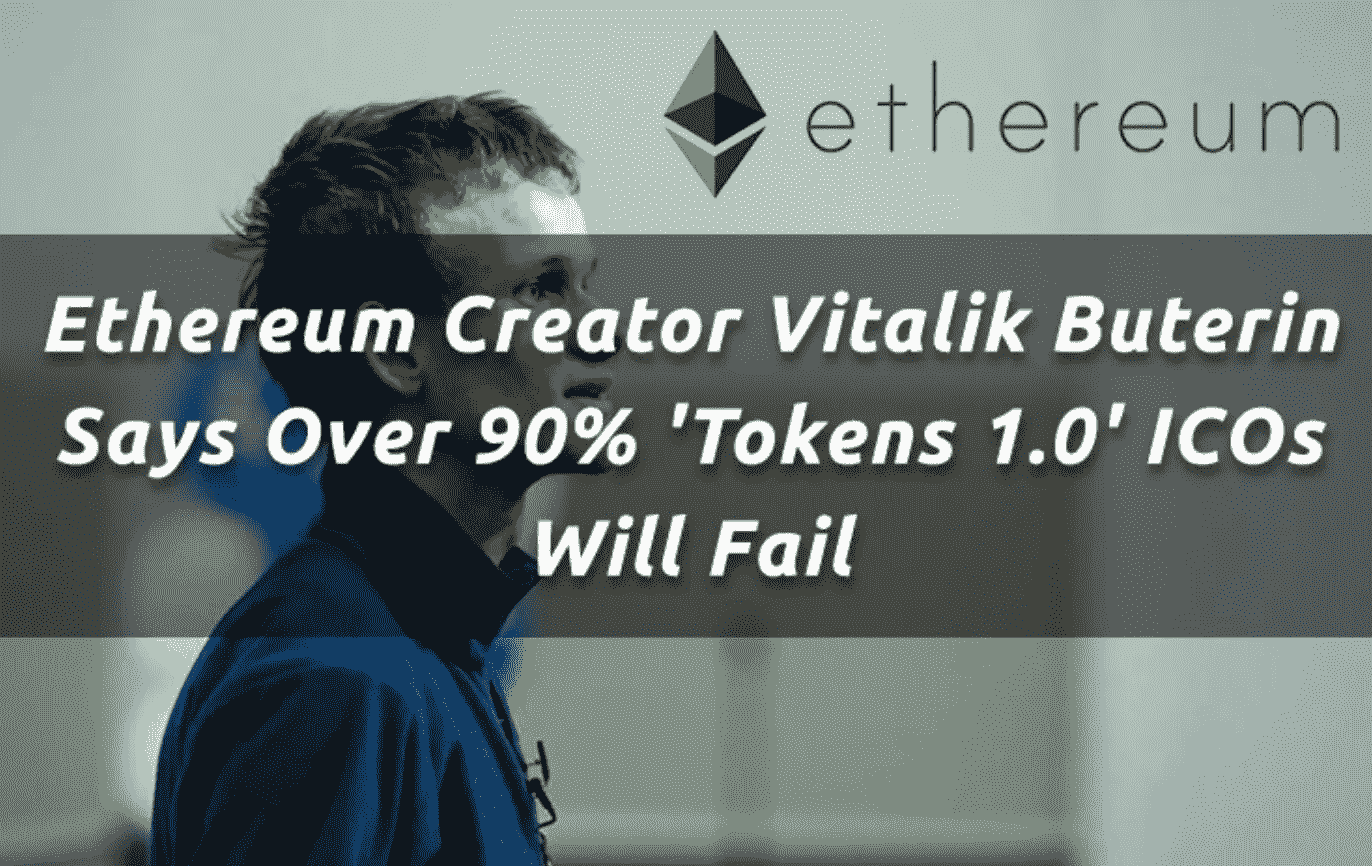 ethereum
Ethereum Creator Vitalik Buterin
Says Over 90% 'Tokens 1.0' ICOs
Will Fail